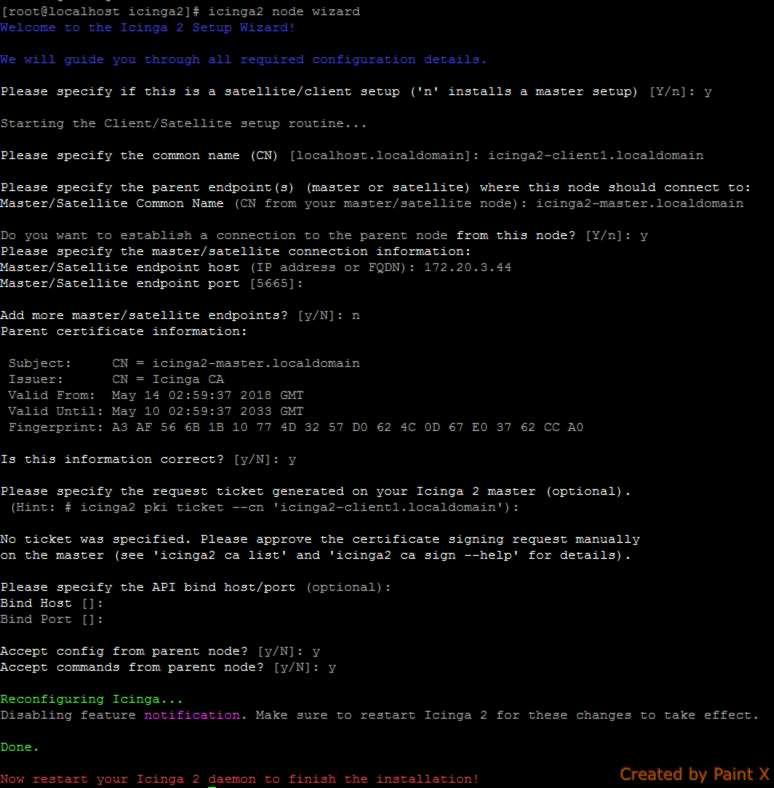 [root@localhost icinga2]# icinga2 node wizard
Welcome to the Icinga 2 Setup Wizard!
We will guide you through all required configuration details.
Please specify if this is a satellite/client setup ('n' installs a master setup) [Y/n]: y
Starting the Client/Satellite setup routine...
Please specify the common name (CN) [localhost.localdomain]: icinga2-client1.localdomain
Please specify the parent endpoint(s) (master or satellite) where this node should connect to:
Master/Satellite Common Name (CN from your master/satellite node): icinga2-master.localdomain
Do you want to establish a connection to the parent node from this node? [Y/n]: y
Please specify the master/satellite connection information:
Master/Satellite endpoint host (IP address or FQDN): 172.20.3.44
Master/Satellite endpoint port [5665]:
Add more master/satellite endpoints? [y/N]: n
Parent certificate information:
Subject: CN = icinga2-master.localdomain
Issuer: CN = Icinga CA
Valid From: May 14 02:59:37 2018 GMT
Valid Until: May 10 02:59:37 2033 GMT
Fingerprint: A3 AF 56 6B 1B 10 77 4D 32 57 D0 62 4C 0D 67 E0 37 62 CC A0
Is this information correct? [y/N]: y
Please specify the request ticket generated on your Icinga 2 master (optional).
(Hint: # icinga2 pki ticket --cn 'icinga2-client1.localdomain'):
No ticket was specified. Please approve the certificate signing request manually
on the master (see 'icinga2 ca list' and 'icinga2 ca sign --help' for details).
Please specify the API bind host/port (optional):
Bind Host []:
Bind Port []:
Accept config from parent node? [y/N]: y
Accept commands from parent node? [y/N]: y
Reconfiguring Icinga...
Disabling feature notification. Make sure to restart Icinga 2 for these changes to take effect.
Done.
Now restart your Icinga 2 daemon to finish the installation!
Created by Paint X